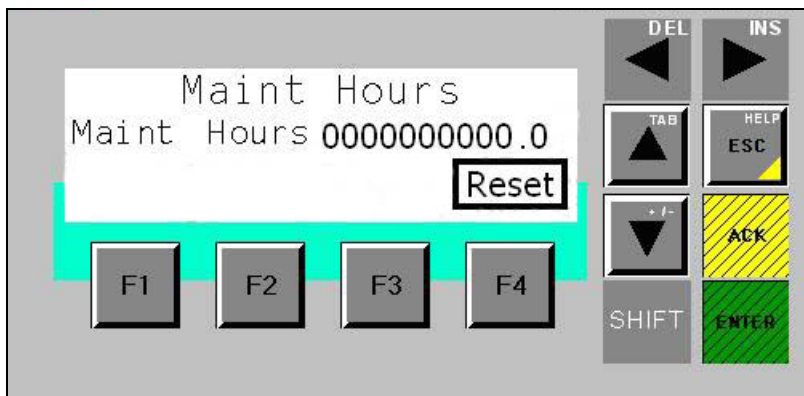 Maint Hours
Maint Hours 0000000000.0
Reset
F1 F2 F3 F4
DEL INS
TAB HELP
ESC
+/-
ACK
SHIFT ENTER